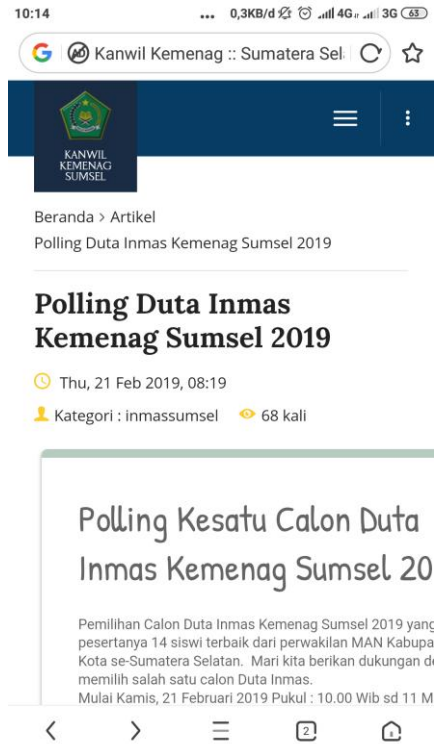 10:14
... 0,3KB/d 4G 3G 63
Kanwil Kemenag :: Sumatera Sel
KANWIL
KEMENAG
SUMSEL
Beranda > Artikel
Polling Duta Inmas Kemenag Sumsel 2019
Polling Duta Inmas
Kemenag Sumsel 2019
Thu, 21 Feb 2019, 08:19
Kategori : inmassumsel 68 kali
Polling Kesatu Calon Duta
Inmas Kemenag Sumsel 20
Pemilihan Calon Duta Inmas Kemenag Sumsel 2019 yang
pesertanya 14 siswi terbaik dari perwakilan MAN Kabupa
Kota se-Sumatera Selatan. Mari kita berikan dukungan de
memilih salah satu calon Duta Inmas.
Mulai Kamis, 21 Februari 2019 Pukul : 10.00 Wib sd 11 M
2